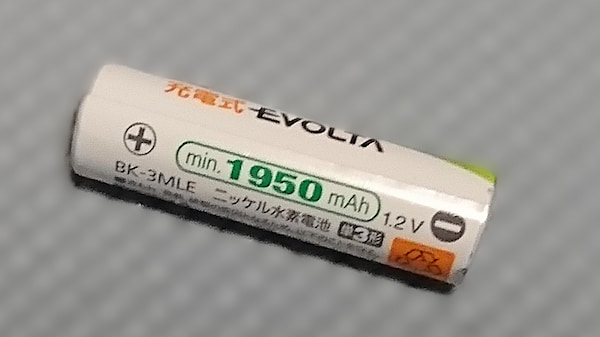 充電式 EVOLTA
min. 1950 mAh 1.2V
BK-3MLE ニッケル水素電池 単3形